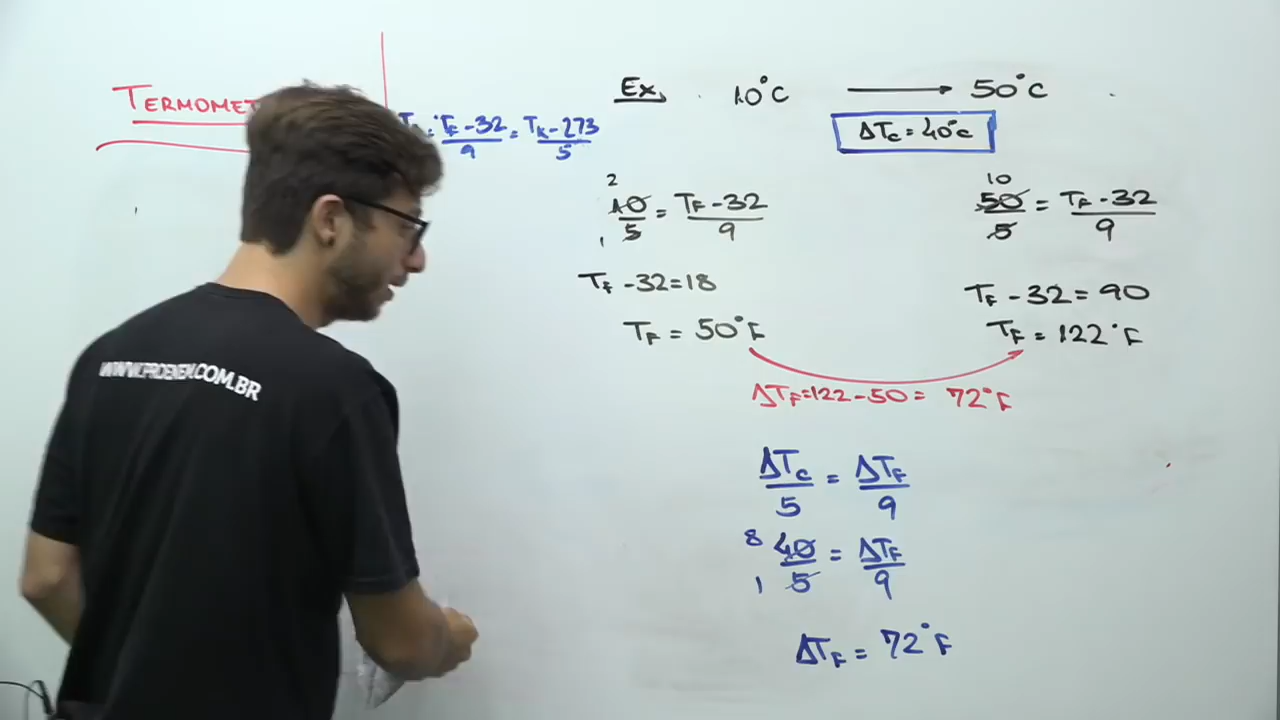 TERMOMET
T_F-32/9 = T_K-273/5
Ex.
10°C ⟶ 50°C
ΔT_C = 40°C
2
10/5 = T_F-32/9
1
T_F -32=18
T_F = 50°F
10
50/5 = T_F-32/9
T_F -32=90
T_F = 122°F
ΔT_F=122-50= 72°F
ΔT_C/5 = ΔT_F/9
8
40/5 = ΔT_F/9
1
ΔT_F = 72°F
WWW.PROENEM.COM.BR